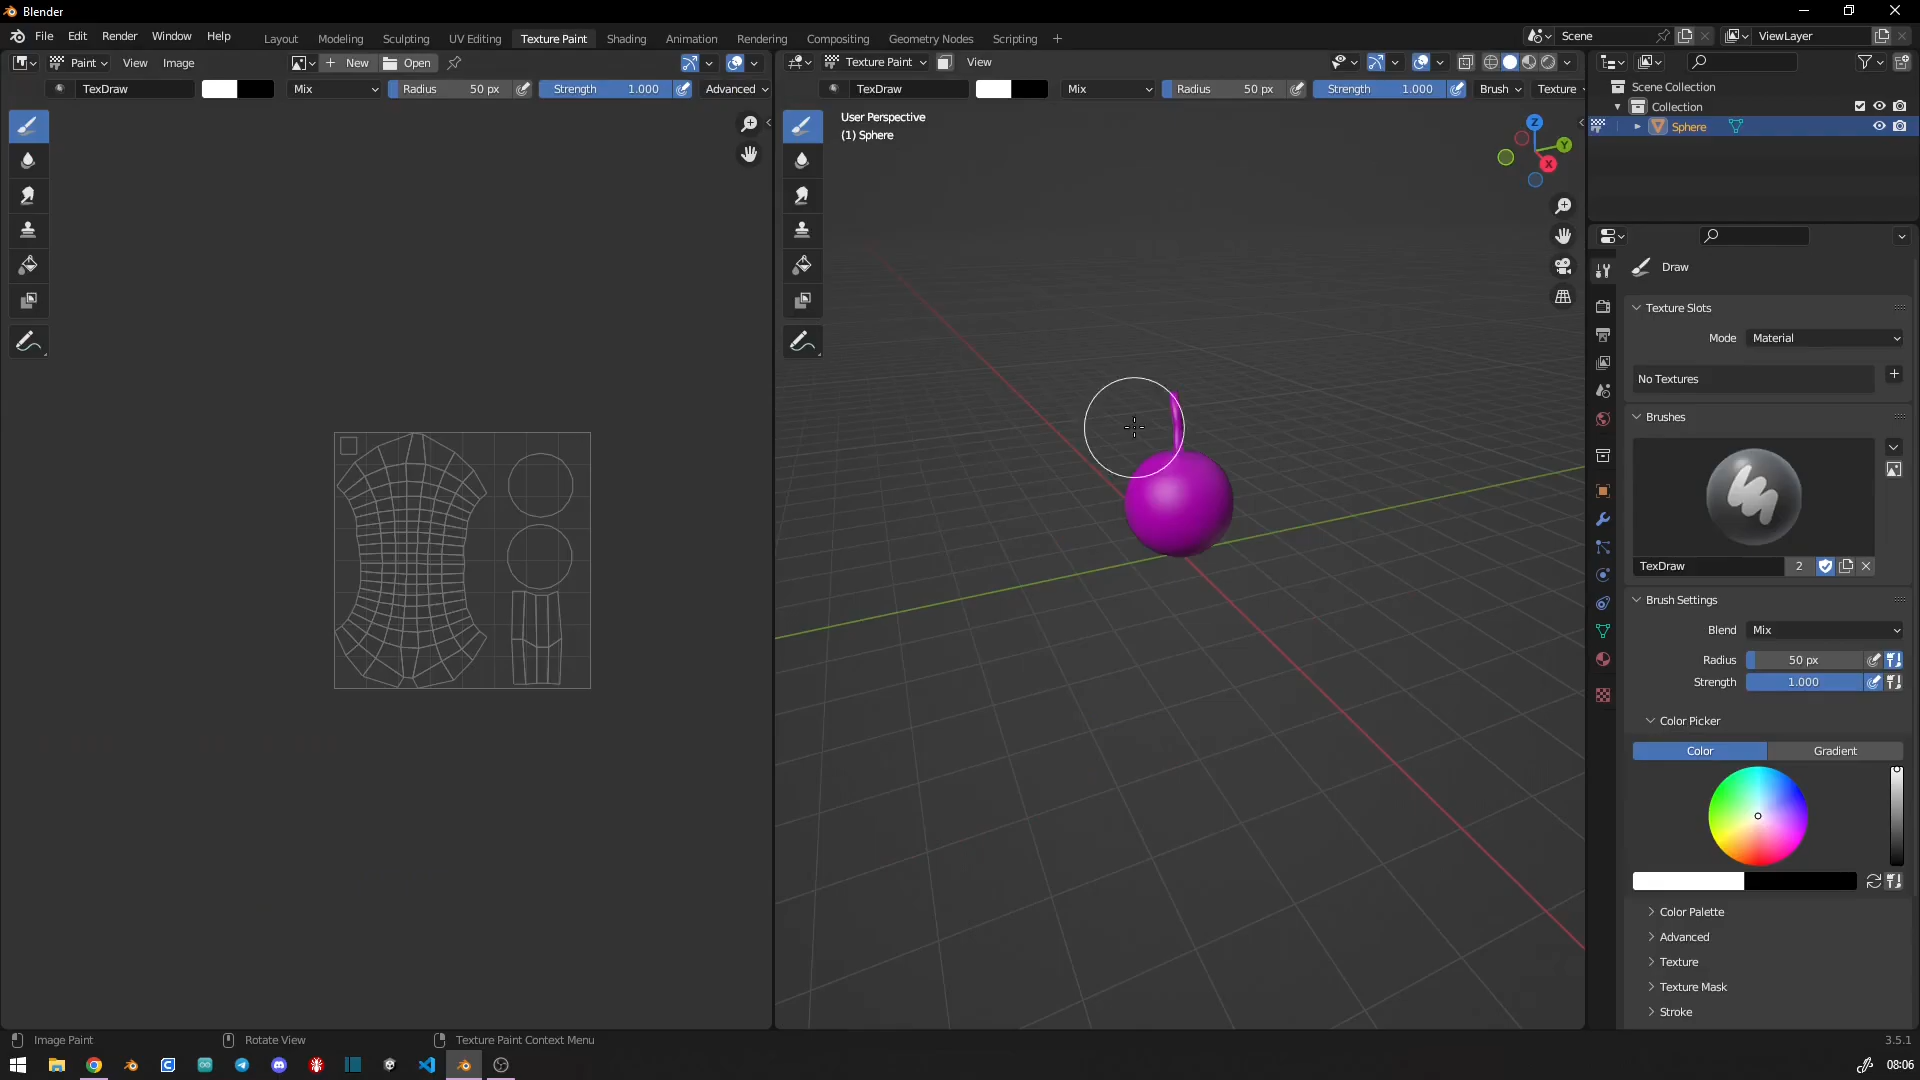 Blender
File Edit Render Window Help
Layout Modeling Sculpting UV Editing Texture Paint Shading Animation Rendering Compositing Geometry Nodes Scripting +
Scene
ViewLayer
Paint View Image
+ New Open
Texture Paint View
TexDraw Mix Radius 50 px Strength 1.000 Advanced
TexDraw Mix Radius 50 px Strength 1.000 Brush Texture
User Perspective
(1) Sphere
Z
Y
X
Scene Collection
Collection
Sphere
Draw
Texture Slots
Mode Material
No Textures
Brushes
TexDraw 2
Brush Settings
Blend Mix
Radius 50 px
Strength 1.000
Color Picker
Color Gradient
Color Palette
Advanced
Texture
Texture Mask
Stroke
Image Paint Rotate View Texture Paint Context Menu
3.5.1
08:06